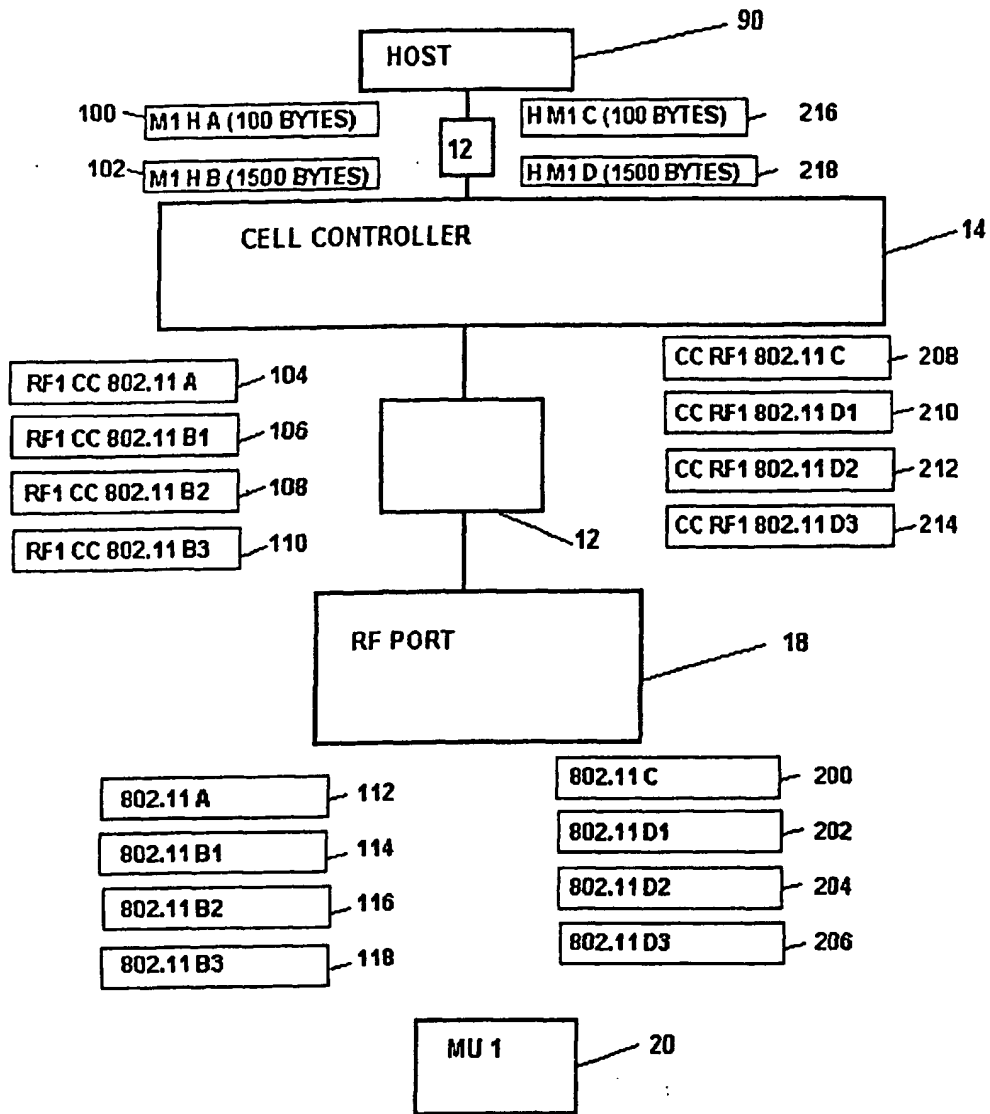 90
HOST
100 M1 H A (100 BYTES) H M1 C (100 BYTES) 216
12
102 M1 H B (1500 BYTES) H M1 D (1500 BYTES) 218
CELL CONTROLLER
14
CC RF1 802.11 C 208
RF1 CC 802.11 A 104
CC RF1 802.11 D1 210
RF1 CC 802.11 B1 106
CC RF1 802.11 D2 212
RF1 CC 802.11 B2 108
CC RF1 802.11 D3 214
RF1 CC 802.11 B3 110
12
RF PORT
18
802.11 C 200
802.11 A 112
802.11 D1 202
802.11 B1 114
802.11 D2 204
802.11 B2 116
802.11 D3 206
802.11 B3 118
MU 1 20